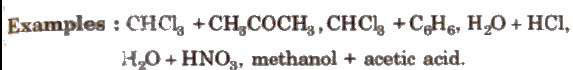 Examples : CHCl₃ + CH₃COCH₃, CHCl₃ + C₆H₆, H₂O + HCl,
H₂O + HNO₃, methanol + acetic acid.